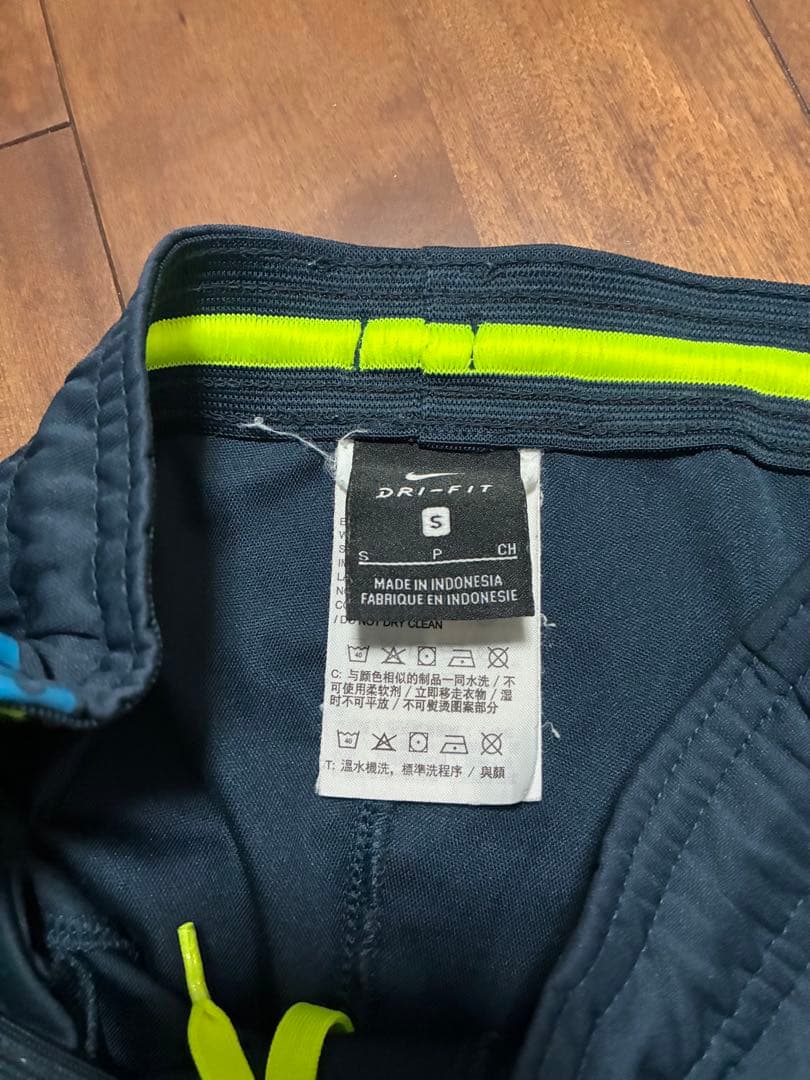 DRI-FIT
S
S P CH
MADE IN INDONESIA
FABRIQUE EN INDONESIE
/ DO NOT DRY CLEAN
40
C: 与颜色相似的制品一同水洗 / 不
可使用柔软剂 / 立即移走衣物 / 湿
时不可平放 / 不可熨烫图案部分
40
T: 溫水機洗，標準洗程序 / 與顏